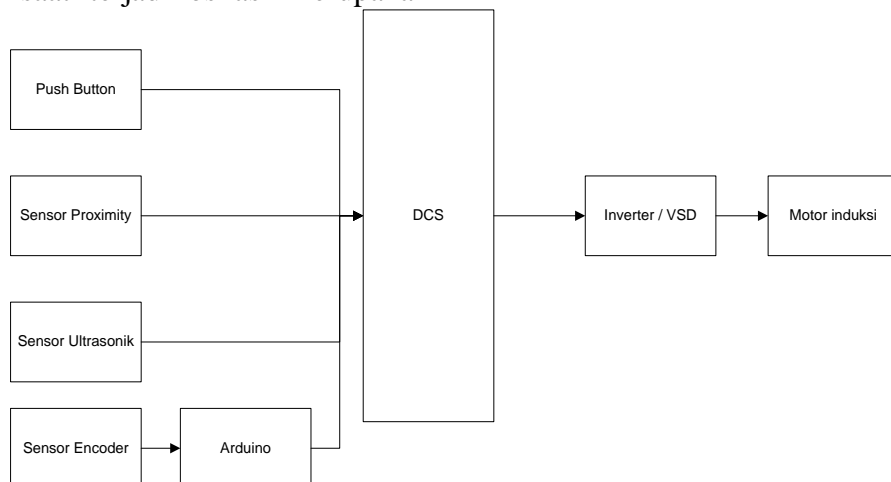 Push Button
Sensor Proximity
Sensor Ultrasonik
Sensor Encoder
Arduino
DCS
Inverter / VSD
Motor induksi